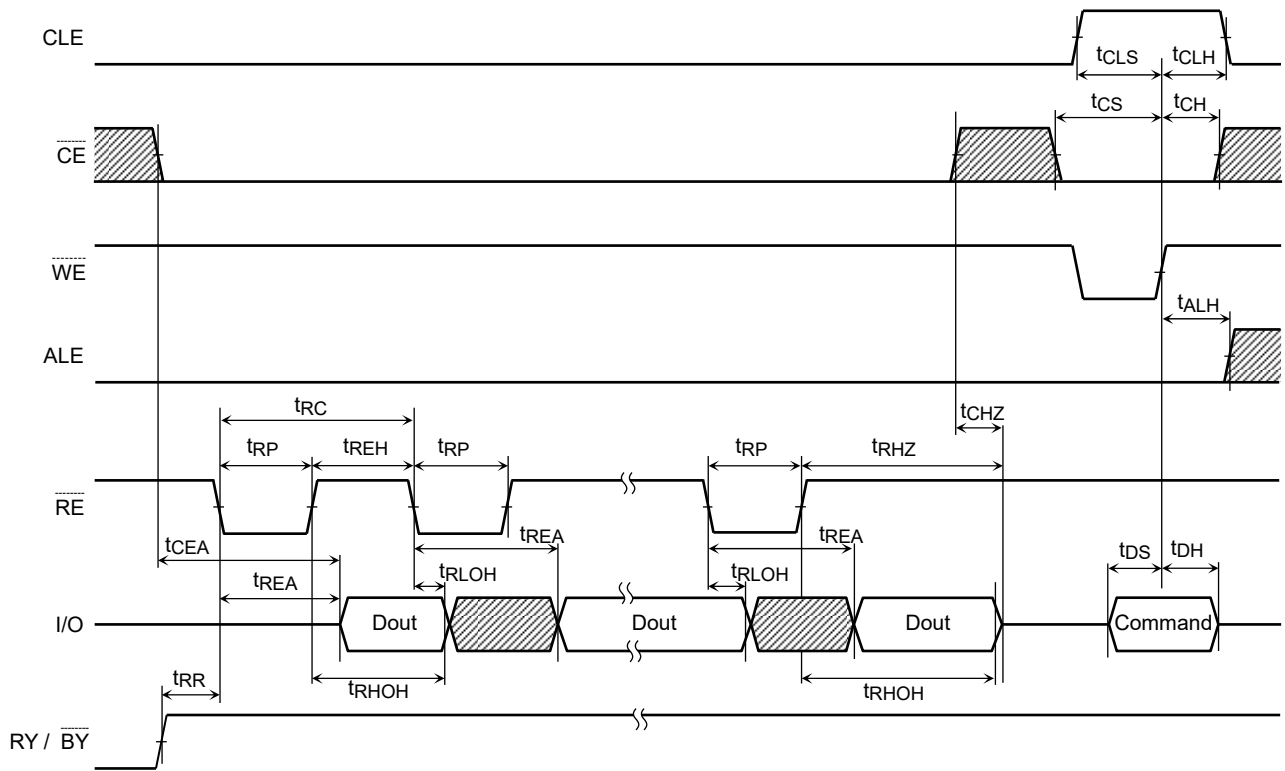 CLE
tCLS
tCLH
tCS
tCH
CE
WE
tALH
ALE
tRC
tCHZ
tRP
tREH
tRP
tRP
tRHZ
RE
tCEA
tREA
tREA
tREA
tRLOH
tRLOH
tDS
tDH
I/O
Dout
Dout
Dout
Command
tRR
tRHOH
tRHOH
RY / BY